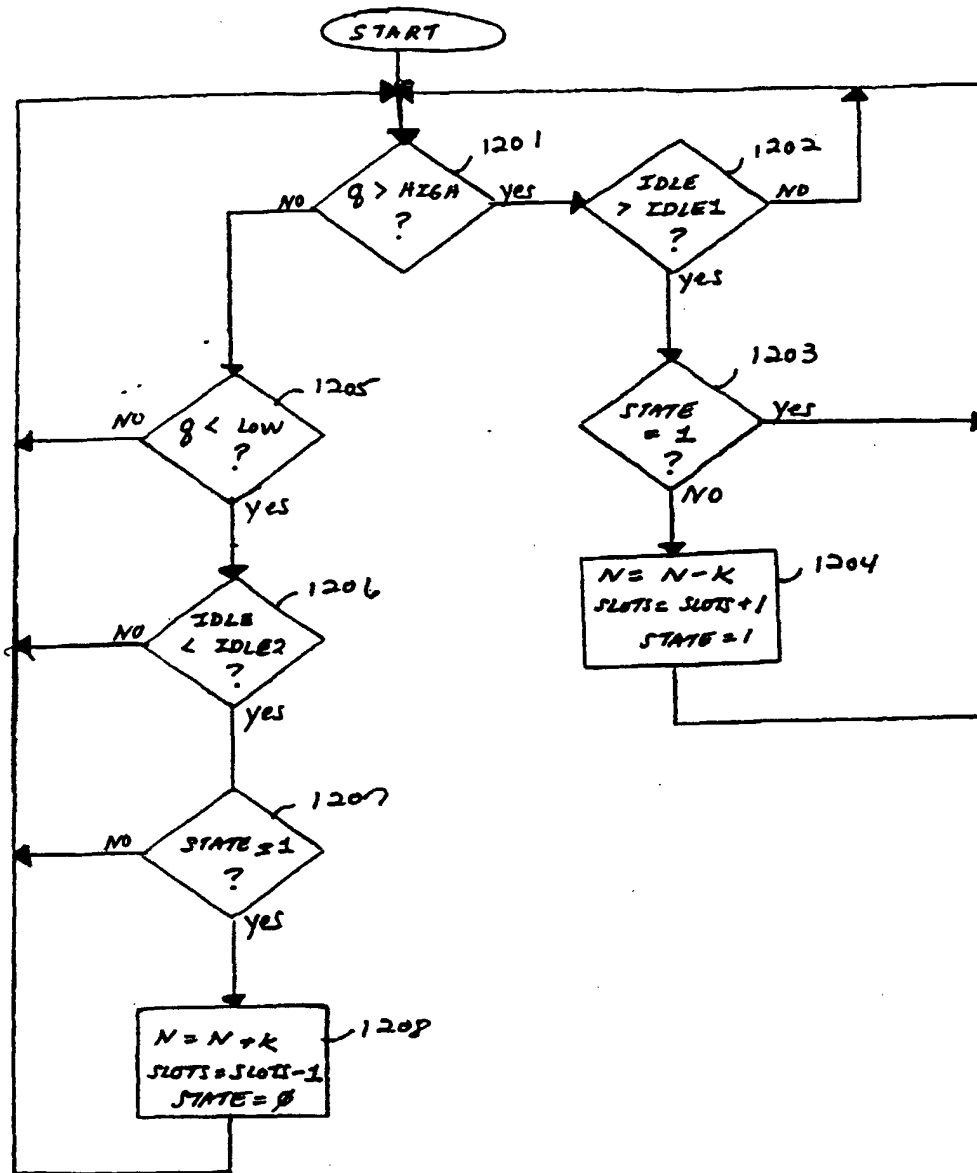 START
1201
q > HIGH
?
NO
yes
1202
IDLE
> IDLE1
?
NO
yes
1203
STATE
= 1
?
yes
NO
1204
N = N-K
SLOTS = SLOTS+1
STATE = 1
1205
q < LOW
?
NO
yes
1206
IDLE
< IDLE2
?
NO
yes
1207
STATE = 1
?
NO
yes
1208
N = N+K
SLOTS = SLOTS-1
STATE = Ø